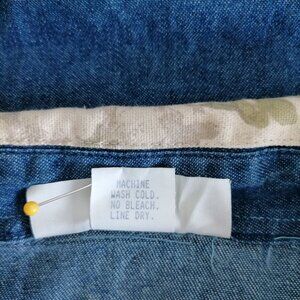 MACHINE
WASH COLD.
NO BLEACH.
LINE DRY.